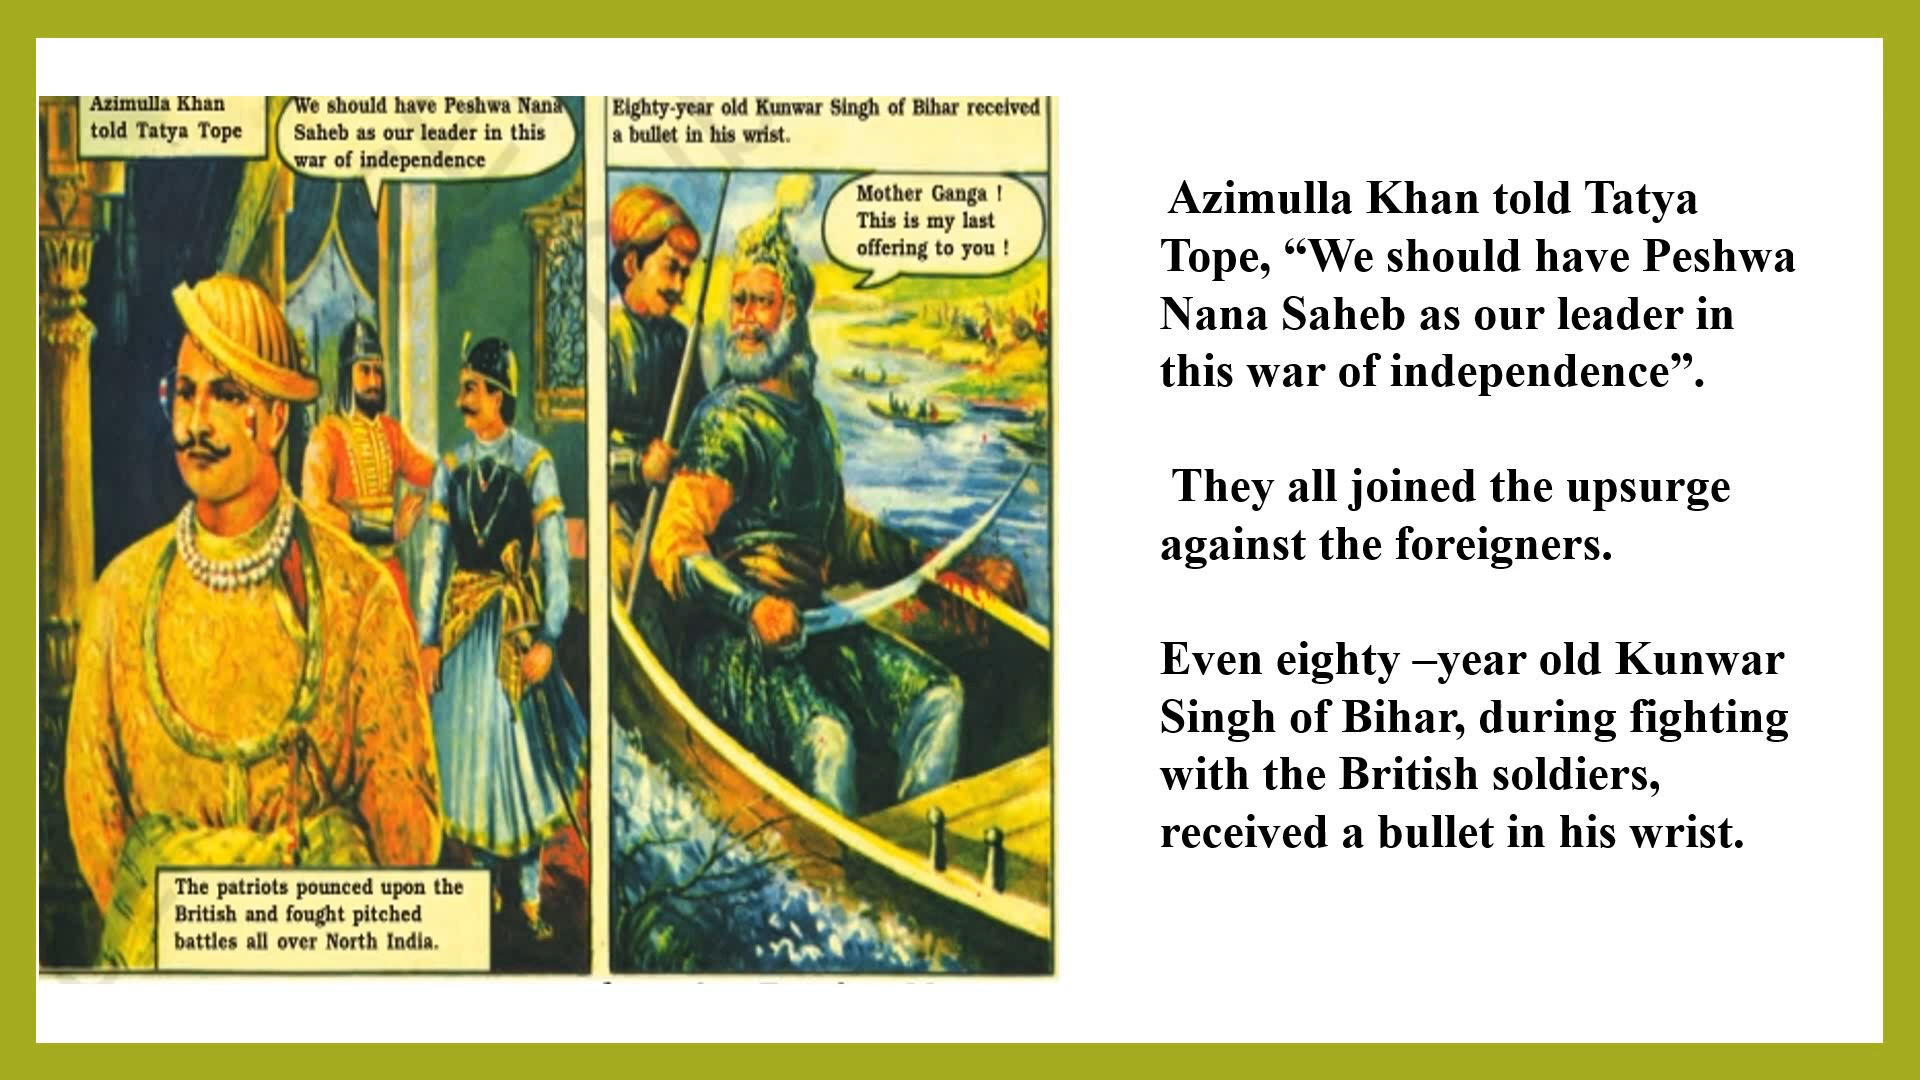 Azimulla Khan
told Tatya Tope
We should have Peshwa Nana
Saheb as our leader in this
war of independence
The patriots pounced upon the
British and fought pitched
battles all over North India.
Eighty-year old Kunwar Singh of Bihar received
a bullet in his wrist.
Mother Ganga !
This is my last
offering to you !
Azimulla Khan told Tatya
Tope, “We should have Peshwa
Nana Saheb as our leader in
this war of independence”.
They all joined the upsurge
against the foreigners.
Even eighty –year old Kunwar
Singh of Bihar, during fighting
with the British soldiers,
received a bullet in his wrist.